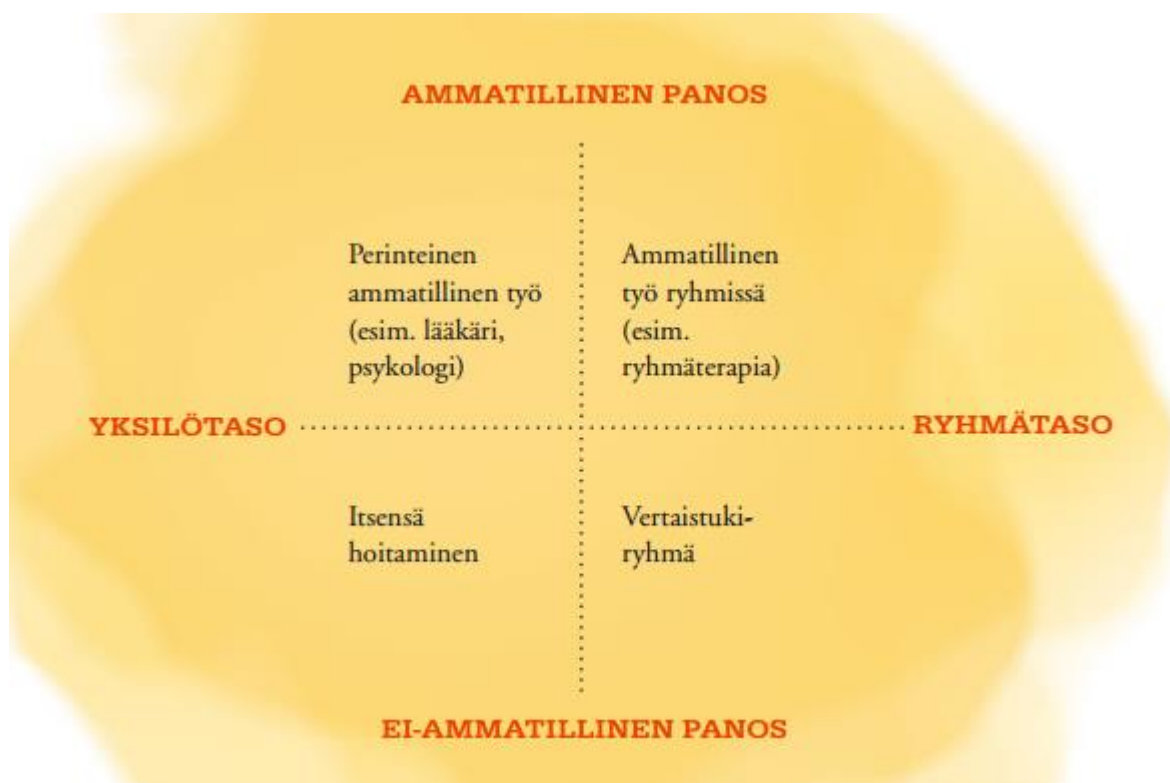 AMMATILLINEN PANOS
Perinteinen
ammatillinen työ
(esim. lääkäri,
psykologi)
Ammatillinen
työ ryhmissä
(esim.
ryhmäterapia)
YKSILÖTASO
RYHMÄTASO
Itsensä
hoitaminen
Vertaistuki-
ryhmä
EI-AMMATILLINEN PANOS